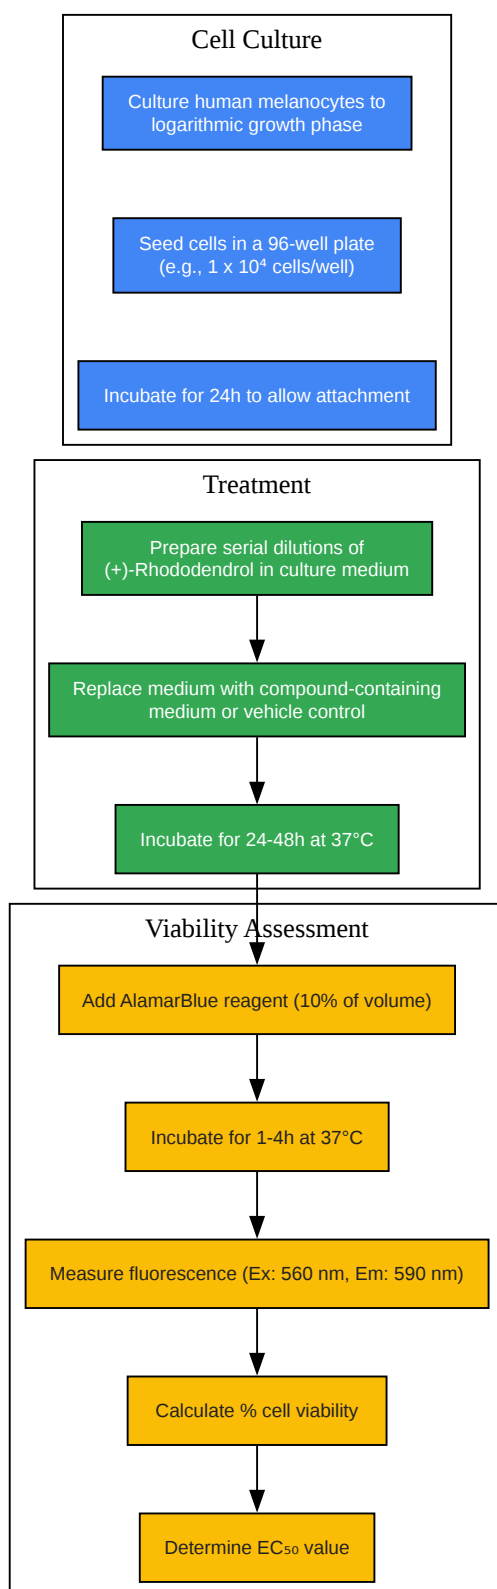 Cell Culture
Culture human melanocytes to
logarithmic growth phase
Seed cells in a 96-well plate
(e.g., 1 x 10⁴ cells/well)
Incubate for 24h to allow attachment
Treatment
Prepare serial dilutions of
(+)-Rhododendrol in culture medium
Replace medium with compound-containing
medium or vehicle control
Incubate for 24-48h at 37°C
Viability Assessment
Add AlamarBlue reagent (10% of volume)
Incubate for 1-4h at 37°C
Measure fluorescence (Ex: 560 nm, Em: 590 nm)
Calculate % cell viability
Determine EC₅₀ value